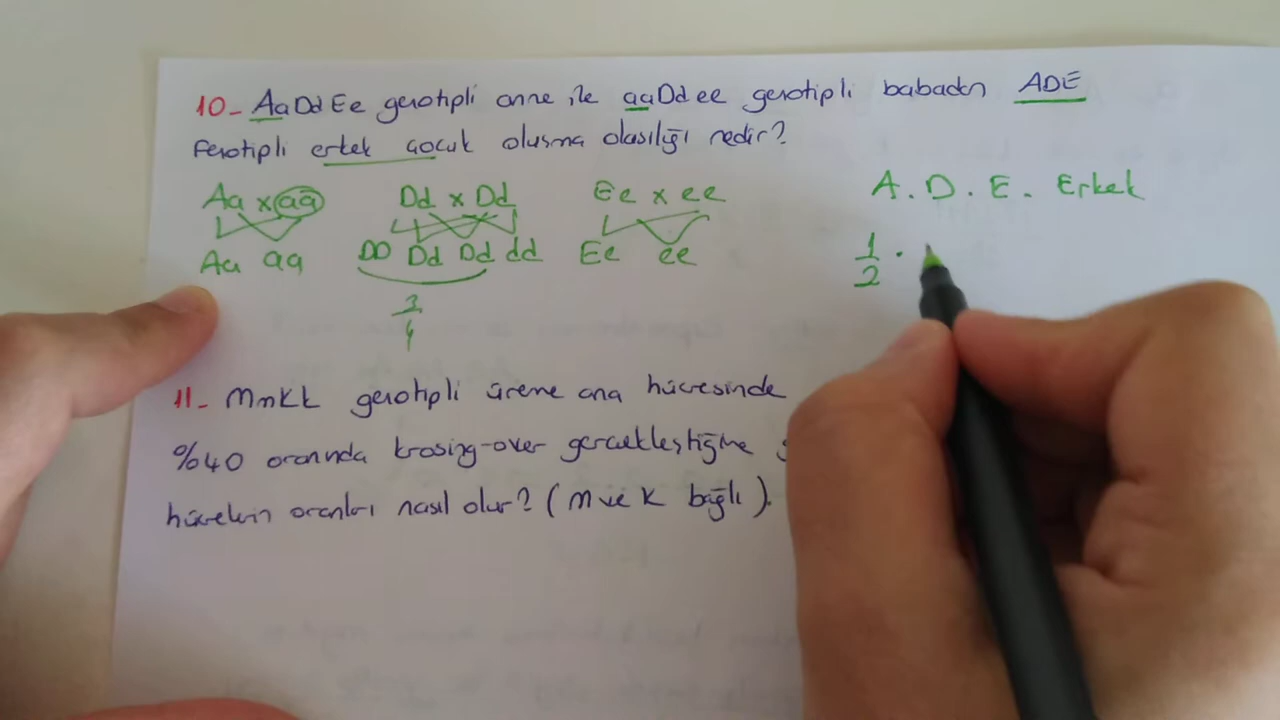 10- AaDdEe genotipli anne ile aaDdee genotipli babadan ADE
fenotipli erkek çocuk oluşma olasılığı nedir?
Aa x aa Dd x Dd Ee x ee A. D. E. Erkek
Aa aa DD Dd Dd dd Ee ee 1/2 .
3/4
11- MmKk genotipli üreme ana hücresinde
%40 oranında krosing-over gerçekleştiğine
hücrelerin oranları nasıl olur? (M ve K bağlı).